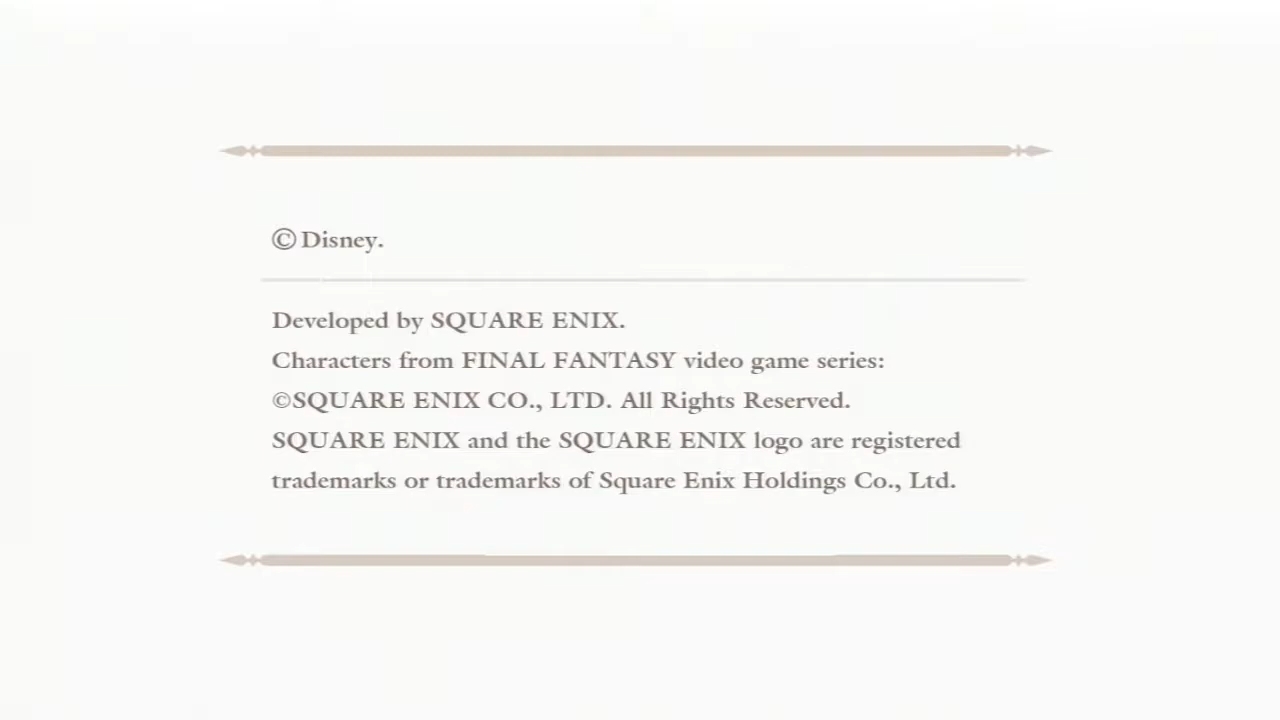 © Disney.
Developed by SQUARE ENIX.
Characters from FINAL FANTASY video game series:
©SQUARE ENIX CO., LTD. All Rights Reserved.
SQUARE ENIX and the SQUARE ENIX logo are registered
trademarks or trademarks of Square Enix Holdings Co., Ltd.